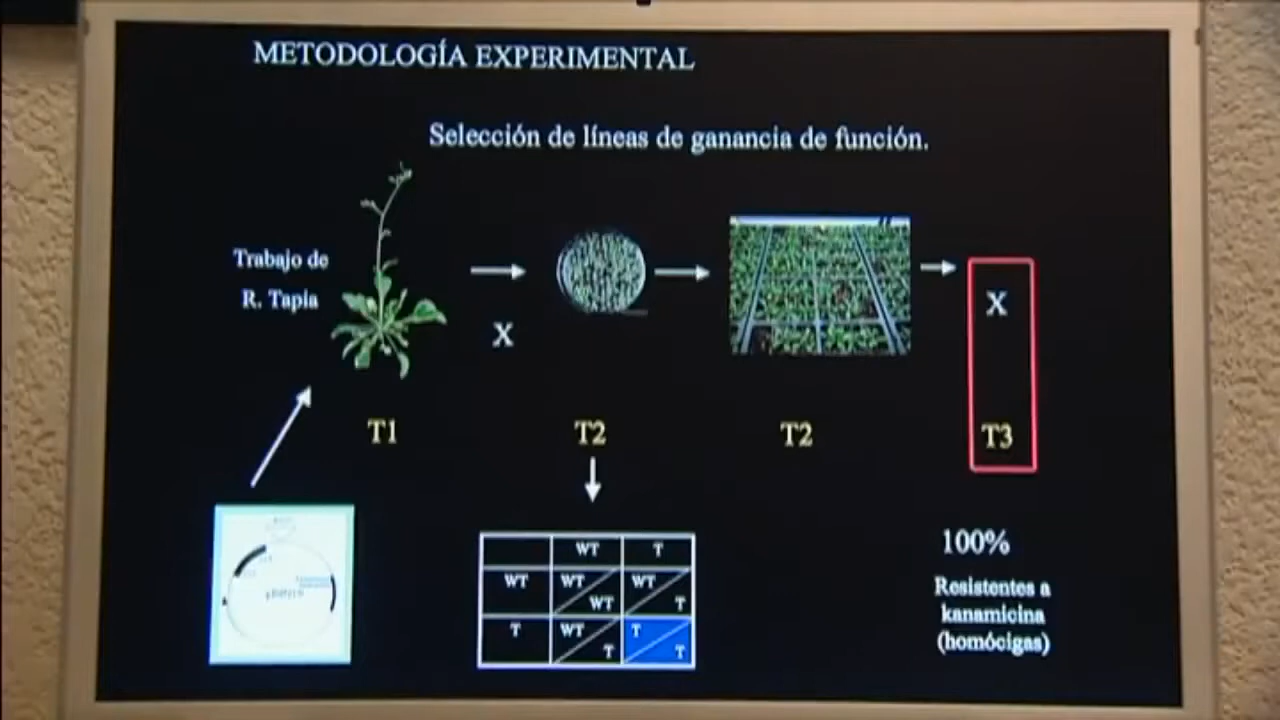 METODOLOGÍA EXPERIMENTAL
Selección de líneas de ganancia de función.
Trabajo de
R. Tapia
X
X
T1
T2
T2
T3
WT T
WT WT WT WT T
T WT T T T
100%
Resistentes a
kanamicina
(homócigas)